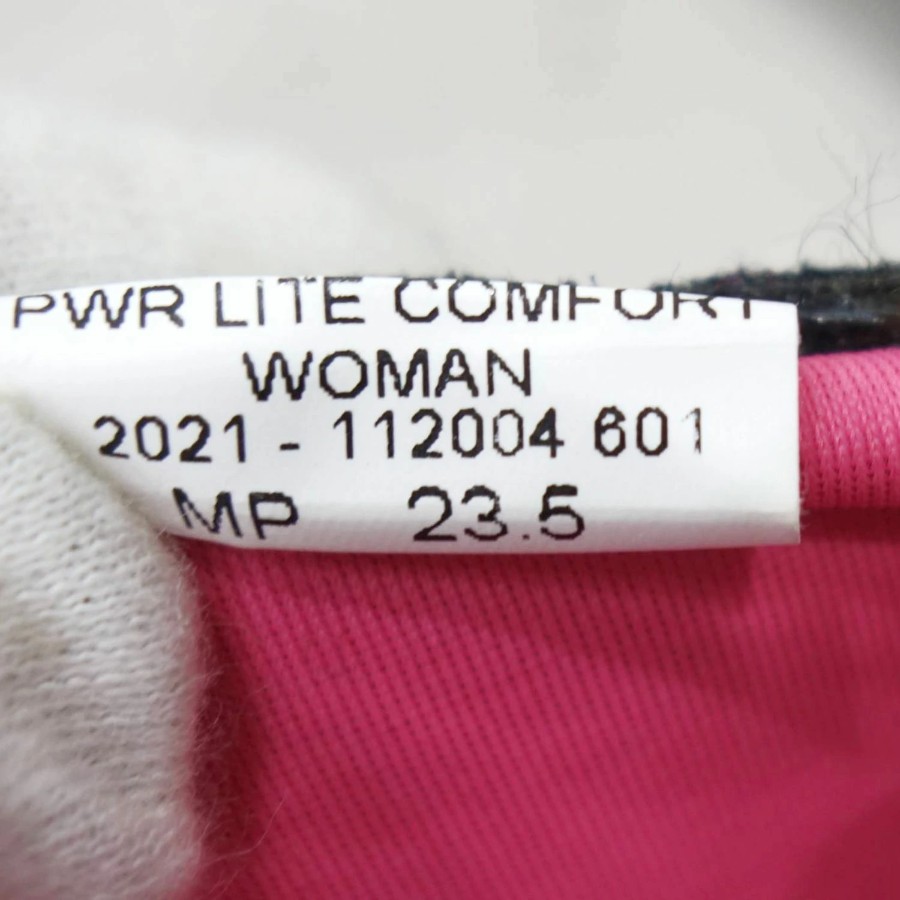 PWR LITE COMFORT
WOMAN
2021 - 112004 601
MP 23.5